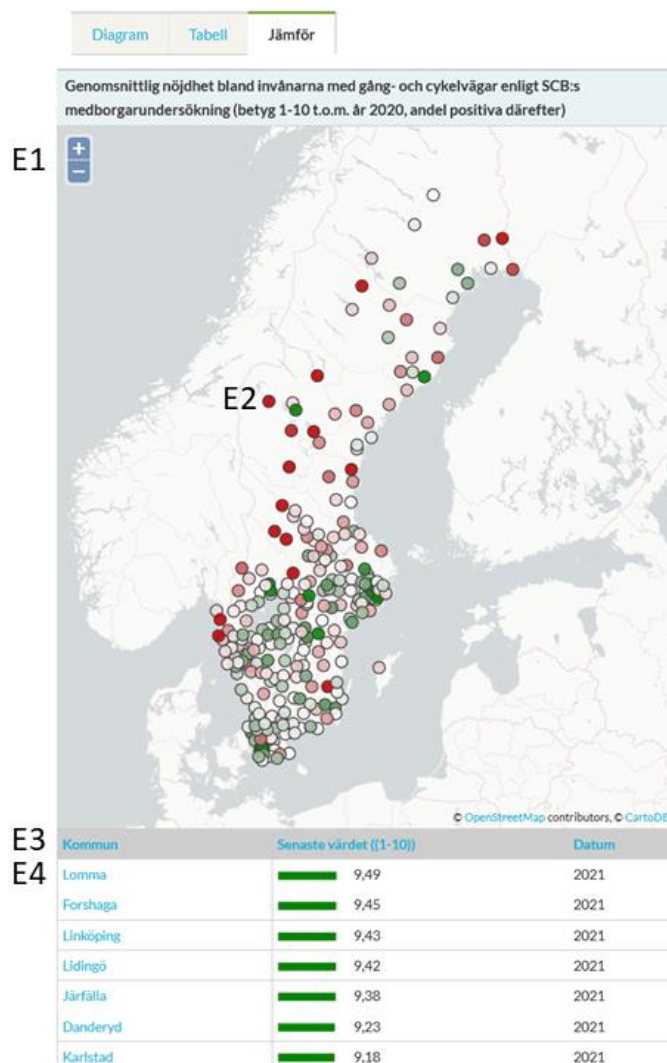 Diagram Tabell Jämför
Genomsnittlig nöjdhet bland invånarna med gång- och cykelvägar enligt SCB:s
medborgarundersökning (betyg 1-10 t.o.m. år 2020, andel positiva därefter)
E1 + 
−
E2
© OpenStreetMap contributors, © CartoDB
E3 Kommun Senaste värdet ((1-10)) Datum
E4 Lomma 9,49 2021
Forshaga 9,45 2021
Linköping 9,43 2021
Lidingö 9,42 2021
Järfälla 9,38 2021
Danderyd 9,23 2021
Karlstad 9,18 2021